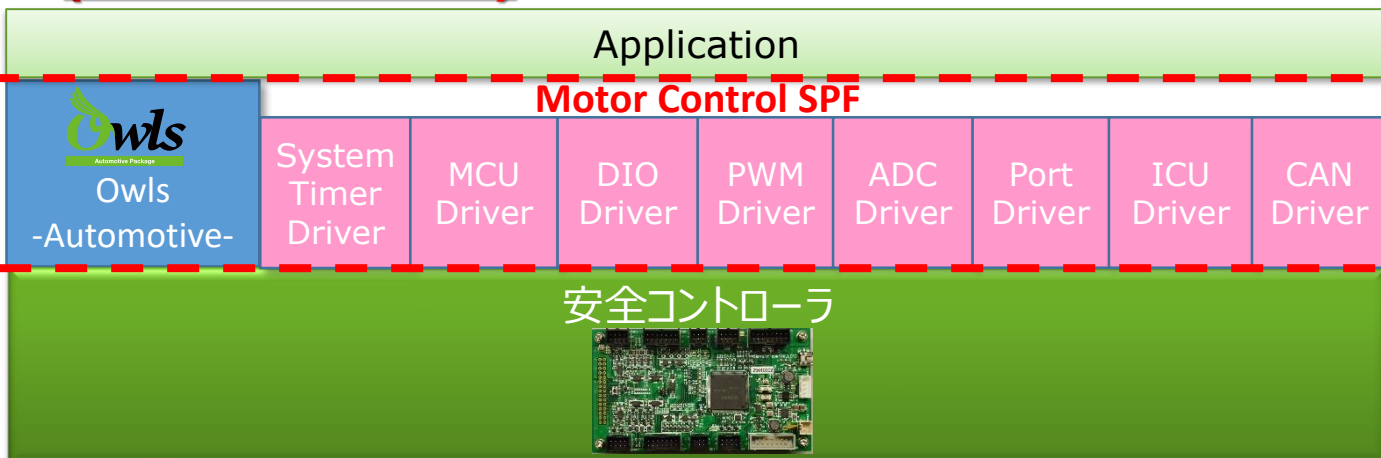 Application
Motor Control SPF
Owls
Automotive Package
Owls
-Automotive-
System
Timer
Driver
MCU
Driver
DIO
Driver
PWM
Driver
ADC
Driver
Port
Driver
ICU
Driver
CAN
Driver
安全コントローラ